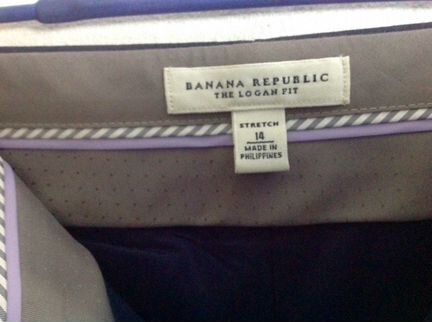 BANANA REPUBLIC
THE LOGAN FIT
STRETCH
14
MADE IN
PHILIPPINES